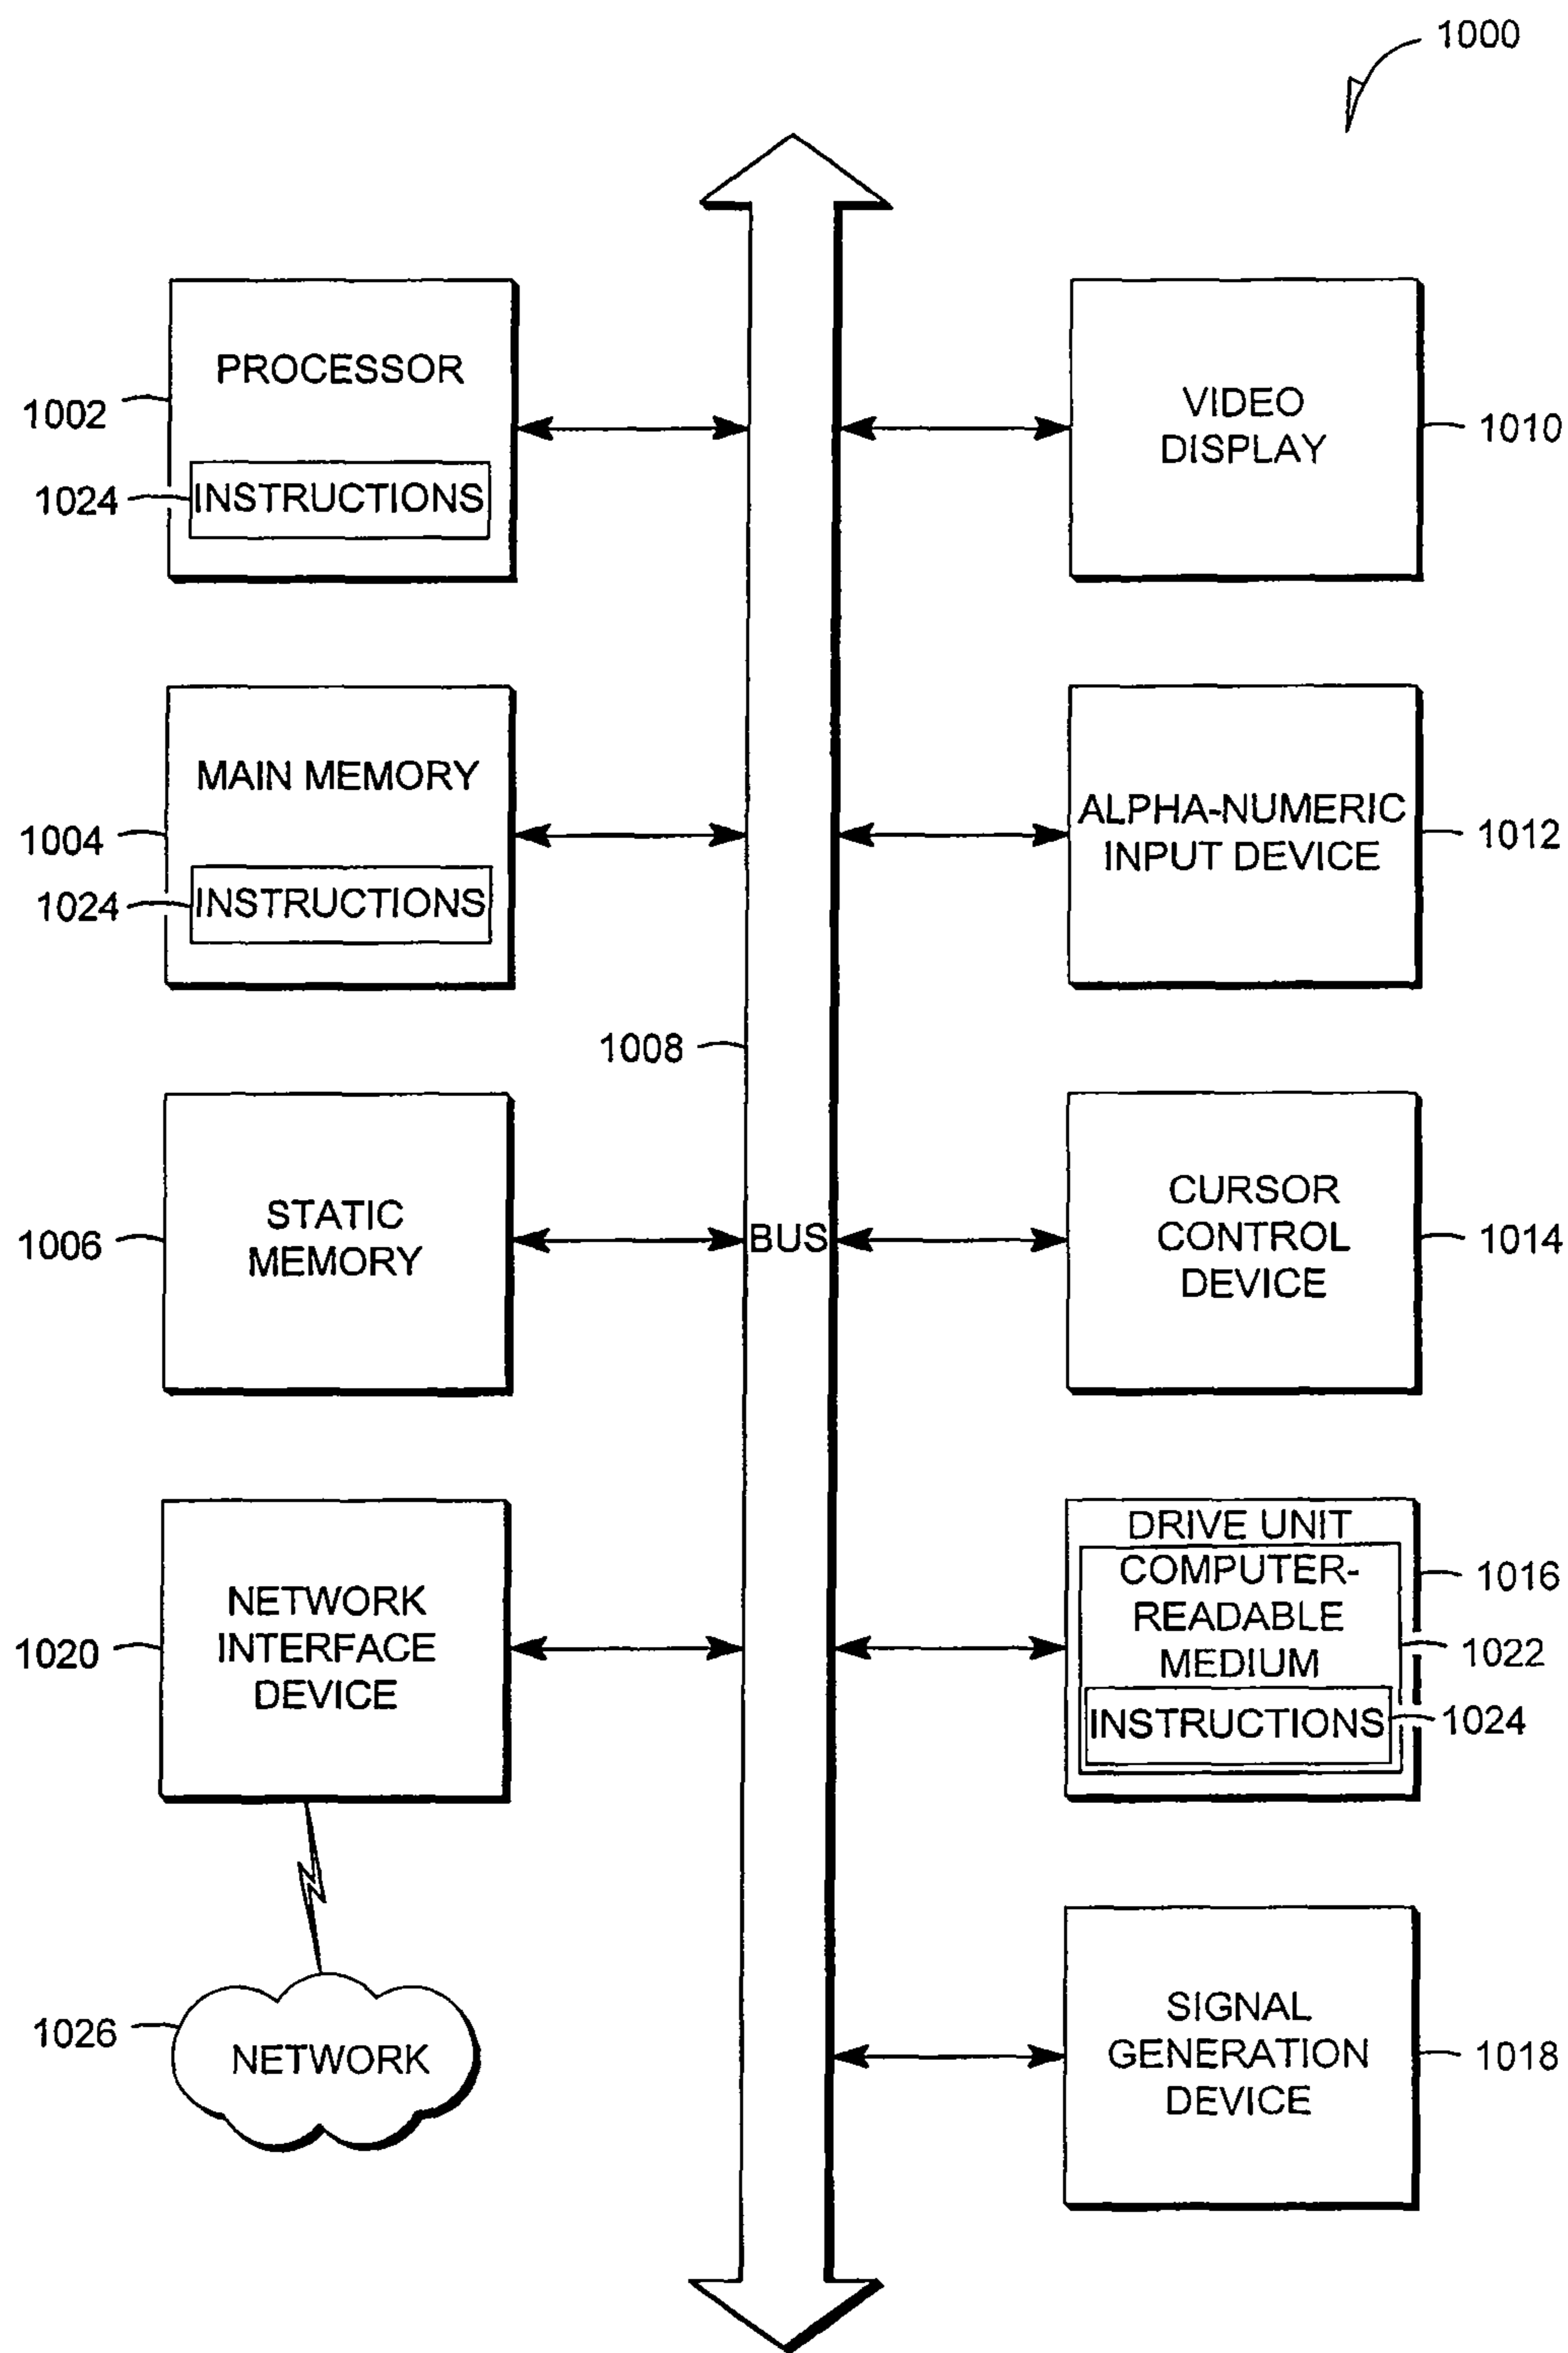 1000
PROCESSOR
1002
1024
INSTRUCTIONS
VIDEO
DISPLAY
1010
MAIN MEMORY
1004
1024
INSTRUCTIONS
ALPHA-NUMERIC
INPUT DEVICE
1012
1008
BUS
STATIC
MEMORY
1006
CURSOR
CONTROL
DEVICE
1014
NETWORK
INTERFACE
DEVICE
1020
DRIVE UNIT
COMPUTER-
READABLE
MEDIUM
INSTRUCTIONS
1016
1022
1024
1026
NETWORK
SIGNAL
GENERATION
DEVICE
1018